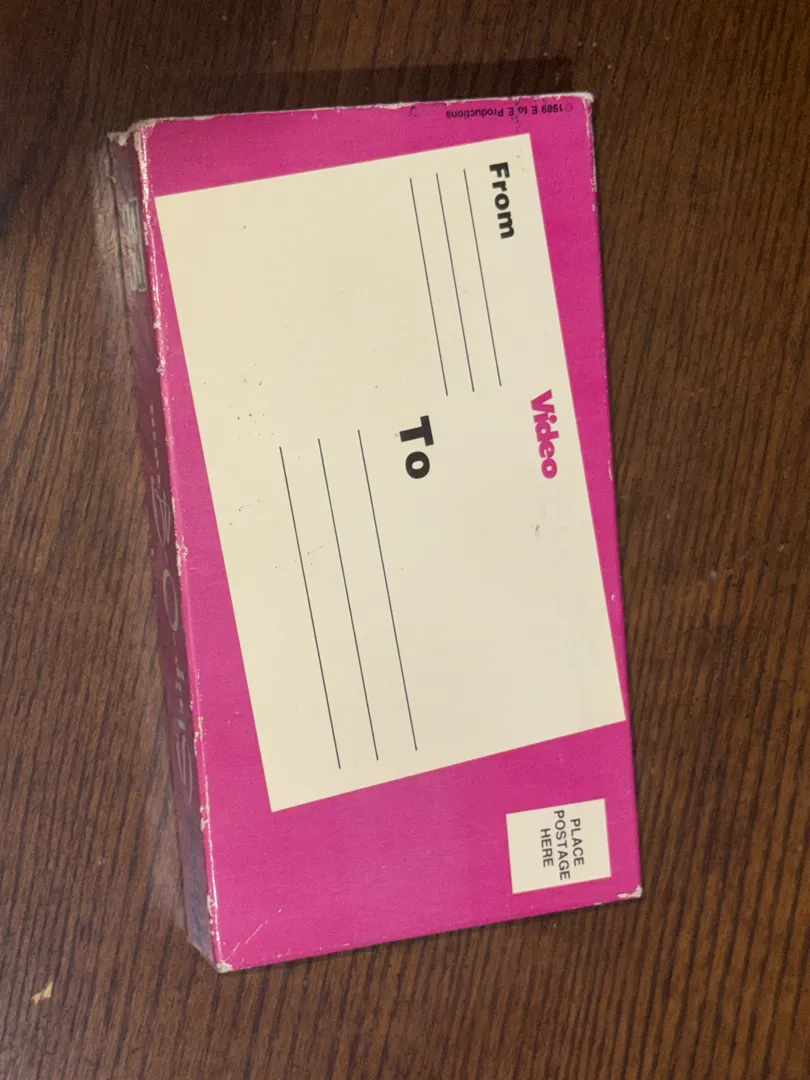 © 1989 E to E Productions
From
Video
To
PLACE
POSTAGE
HERE